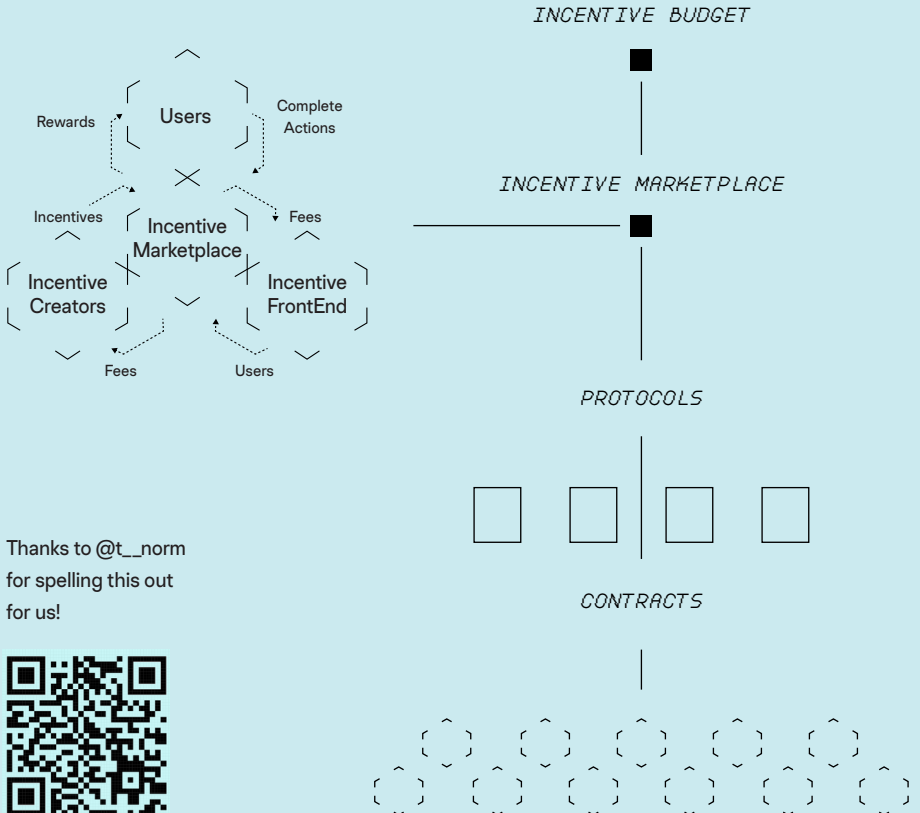 INCENTIVE BUDGET
Users
Rewards
Complete
Actions
INCENTIVE MARKETPLACE
Incentives
Fees
Incentive
Marketplace
Incentive
Creators
Incentive
FrontEnd
Fees
Users
PROTOCOLS
Thanks to @t__norm
for spelling this out
for us!
CONTRACTS